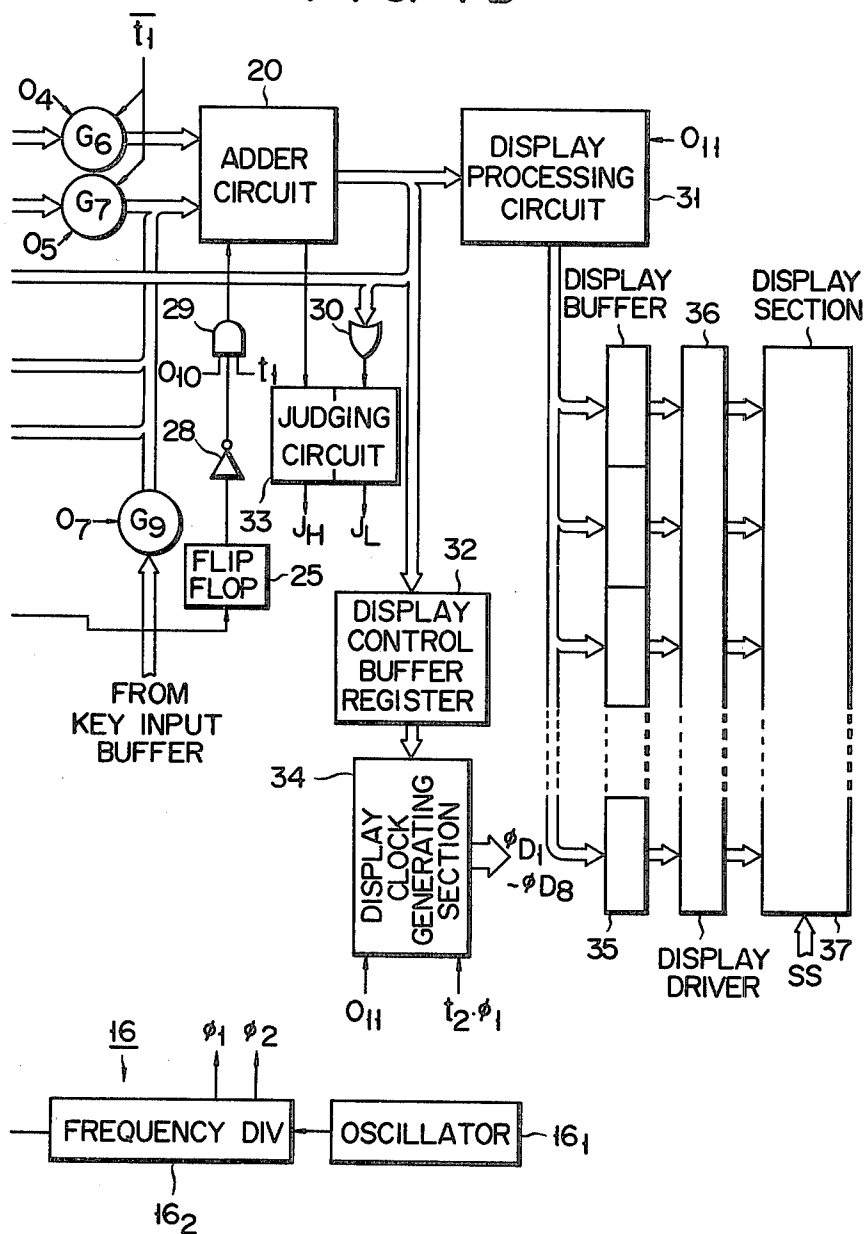 t1
20
O4
G6
ADDER
CIRCUIT
DISPLAY
PROCESSING
CIRCUIT
O11
31
G7
O5
29
30
DISPLAY
BUFFER
36
DISPLAY
SECTION
O10
t1
JUDGING
CIRCUIT
28
33
JH
JL
O7
G9
FLIP
FLOP
25
32
DISPLAY
CONTROL
BUFFER
REGISTER
FROM
KEY INPUT
BUFFER
34
DISPLAY
CLOCK
GENERATING
SECTION
φD1
~φD8
35
DISPLAY
DRIVER
SS
37
O11
t2·φ1
16
φ1
φ2
FREQUENCY DIV
OSCILLATOR
161
162